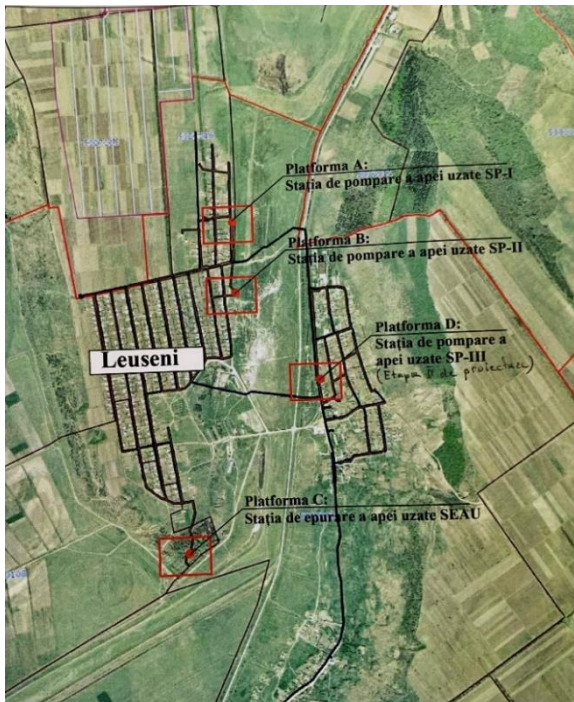 Platforma A:
Stația de pompare a apei uzate SP-I
Platforma B:
Stația de pompare a apei uzate SP-II
Leuseni
Platforma D:
Stația de pompare a
apei uzate SP-III
(Etapa II de proiectare)
Platforma C:
Stația de epurare a apei uzate SEAU